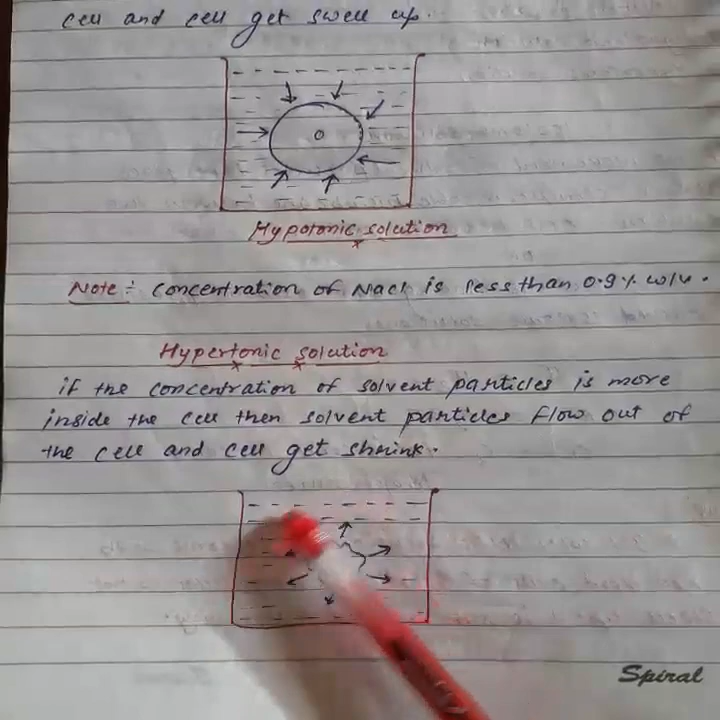 cell and cell get swell up.
Hypotonic solution
Note :- concentration of NaCl is less than 0.9% w/v.
Hypertonic solution
if the concentration of solvent particles is more
inside the cell then solvent particles flow out of
the cell and cell get shrink.
Spiral